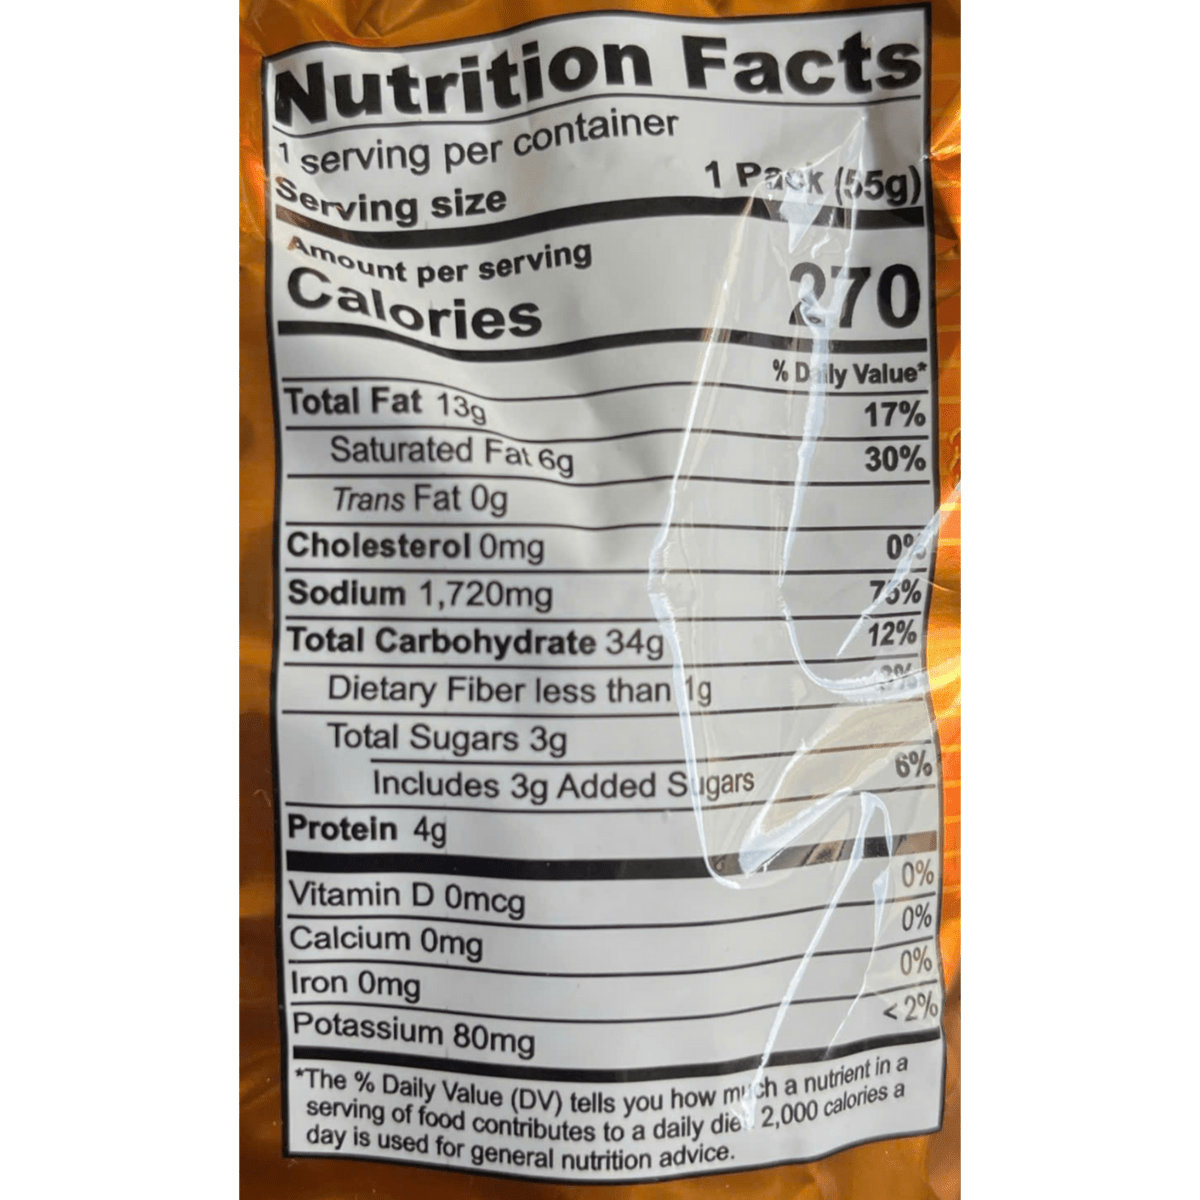 Nutrition Facts
1 serving per container
Serving size 1 Pack (55g)
Amount per serving
Calories 270
% Daily Value*
Total Fat 13g 17%
Saturated Fat 6g 30%
Trans Fat 0g
Cholesterol 0mg 0%
Sodium 1,720mg 75%
Total Carbohydrate 34g 12%
Dietary Fiber less than 1g 3%
Total Sugars 3g
Includes 3g Added Sugars 6%
Protein 4g
Vitamin D 0mcg 0%
Calcium 0mg 0%
Iron 0mg 0%
Potassium 80mg < 2%
*The % Daily Value (DV) tells you how much a nutrient in a
serving of food contributes to a daily diet. 2,000 calories a
day is used for general nutrition advice.